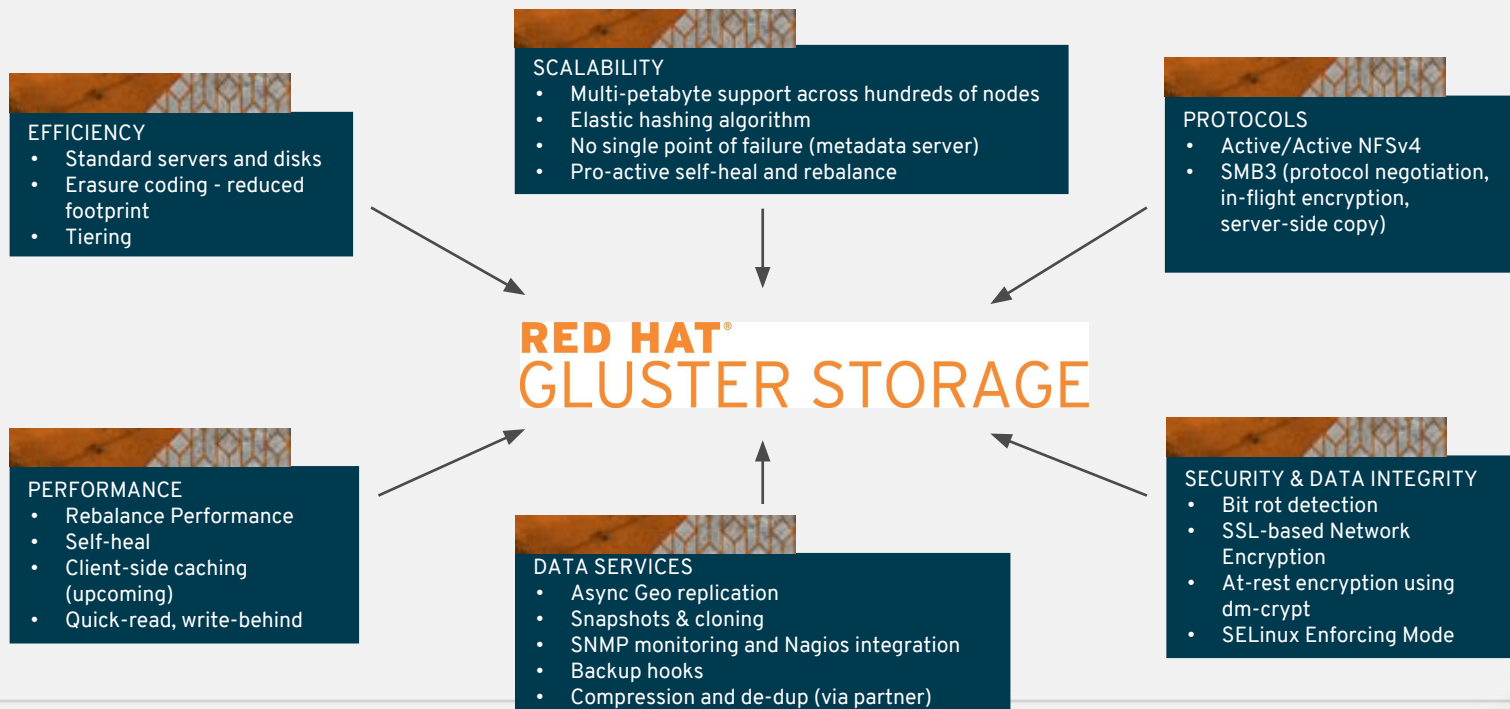 EFFICIENCY
• Standard servers and disks
• Erasure coding - reduced
footprint
• Tiering
SCALABILITY
• Multi-petabyte support across hundreds of nodes
• Elastic hashing algorithm
• No single point of failure (metadata server)
• Pro-active self-heal and rebalance
PROTOCOLS
• Active/Active NFSv4
• SMB3 (protocol negotiation,
in-flight encryption,
server-side copy)
RED HAT®
GLUSTER STORAGE
PERFORMANCE
• Rebalance Performance
• Self-heal
• Client-side caching
(upcoming)
• Quick-read, write-behind
DATA SERVICES
• Async Geo replication
• Snapshots & cloning
• SNMP monitoring and Nagios integration
• Backup hooks
• Compression and de-dup (via partner)
SECURITY & DATA INTEGRITY
• Bit rot detection
• SSL-based Network
Encryption
• At-rest encryption using
dm-crypt
• SELinux Enforcing Mode